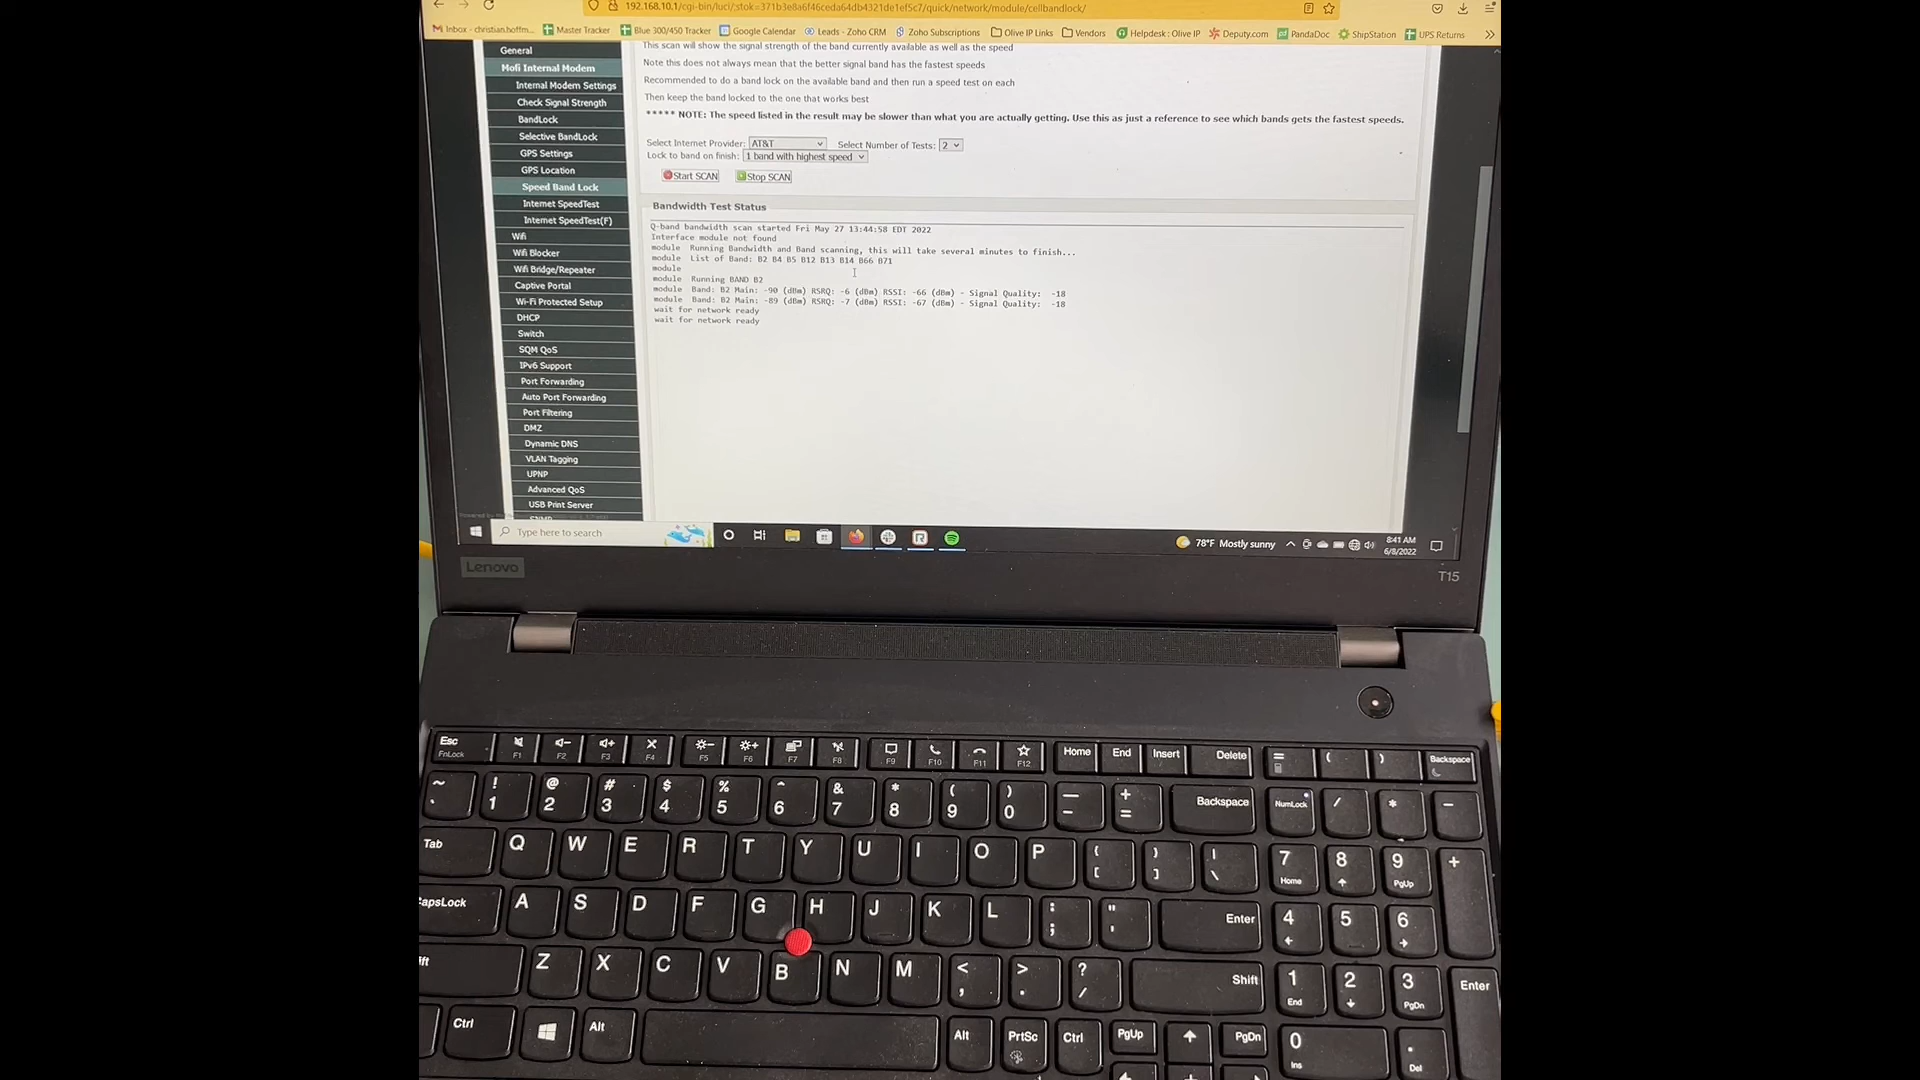 192.168.10.1/cgi-bin/luci/;stok=371b3e8a6f46ceda64db4321de1ef5c7/quick/network/module/cellbandlock/
Inbox - christian.hoffm... Master Tracker Blue 300/450 Tracker Google Calendar Leads - Zoho CRM Zoho Subscriptions Olive IP Links Vendors Helpdesk : Olive IP Deputy.com PandaDoc ShipStation UPS Returns
General
Mofi Internal Modem
Internal Modem Settings
Check Signal Strength
BandLock
Selective BandLock
GPS Settings
GPS Location
Speed Band Lock
Internet SpeedTest
Internet SpeedTest(F)
Wifi
Wifi Blocker
Wifi Bridge/Repeater
Captive Portal
Wi-Fi Protected Setup
DHCP
Switch
SQM QoS
IPv6 Support
Port Forwarding
Auto Port Forwarding
Port Filtering
DMZ
Dynamic DNS
VLAN Tagging
UPNP
Advanced QoS
USB Print Server
SNMP
This scan will show the signal strength of the band currently available as well as the speed
Note this does not always mean that the better signal band has the fastest speeds
Recommended to do a band lock on the available band and then run a speed test on each
Then keep the band locked to the one that works best
***** NOTE: The speed listed in the result may be slower than what you are actually getting. Use this as just a reference to see which bands gets the fastest speeds.
Select Internet Provider: AT&T Select Number of Tests: 2
Lock to band on finish: 1 band with highest speed
Start SCAN Stop SCAN
Bandwidth Test Status
Q-band bandwidth scan started Fri May 27 13:44:58 EDT 2022
Interface module not found
module Running Bandwidth and Band scanning, this will take several minutes to finish...
module List of Band: B2 B4 B5 B12 B13 B14 B66 B71
module
module Running BAND B2
module Band: B2 Main: -90 (dBm) RSRQ: -6 (dBm) RSSI: -66 (dBm) - Signal Quality: -18
module Band: B2 Main: -89 (dBm) RSRQ: -7 (dBm) RSSI: -67 (dBm) - Signal Quality: -18
wait for network ready
wait for network ready
Type here to search
78°F Mostly sunny
8:41 AM
6/8/2022
Lenovo
T15
Esc F1 F2 F3 F4 F5 F6 F7 F8 F9 F10 F11 F12 Home End Insert Delete = ( ) Backspace
FnLock
~ ! @ # $ % ^ & * ( ) — +
` 1 2 3 4 5 6 7 8 9 0 - = Backspace NumLock / * -
Tab Q W E R T Y U I O P { [ } ] | \ 7 Home 8 9 PgUp +
CapsLock A S D F G H J K L : ; " ' Enter 4 5 6
ift Z X C V B N M < , > . ? / Shift 1 End 2 3 PgDn Enter
Ctrl Alt Alt PrtSc Ctrl PgUp PgDn 0 Ins . Del